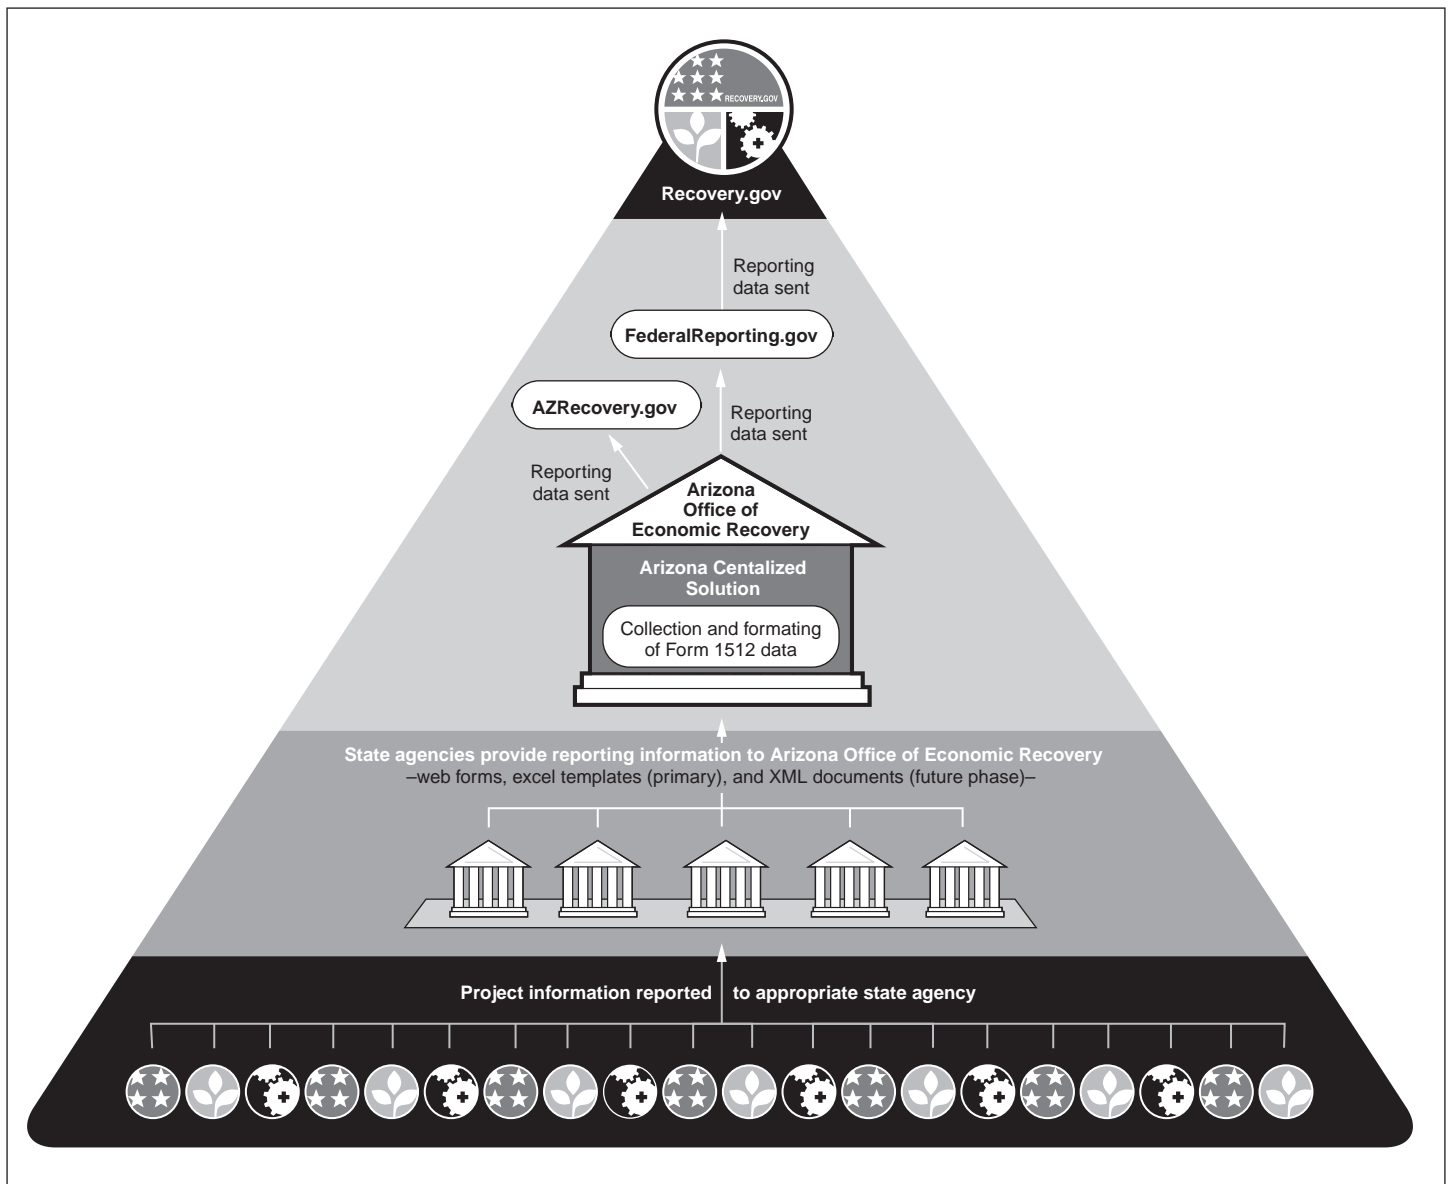 RECOVERY.GOV
Recovery.gov
Reporting
data sent
FederalReporting.gov
AZRecovery.gov
Reporting
data sent
Reporting
data sent
Arizona
Office of
Economic Recovery
Arizona Centalized
Solution
Collection and formating
of Form 1512 data
State agencies provide reporting information to Arizona Office of Economic Recovery
–web forms, excel templates (primary), and XML documents (future phase)–
Project information reported to appropriate state agency